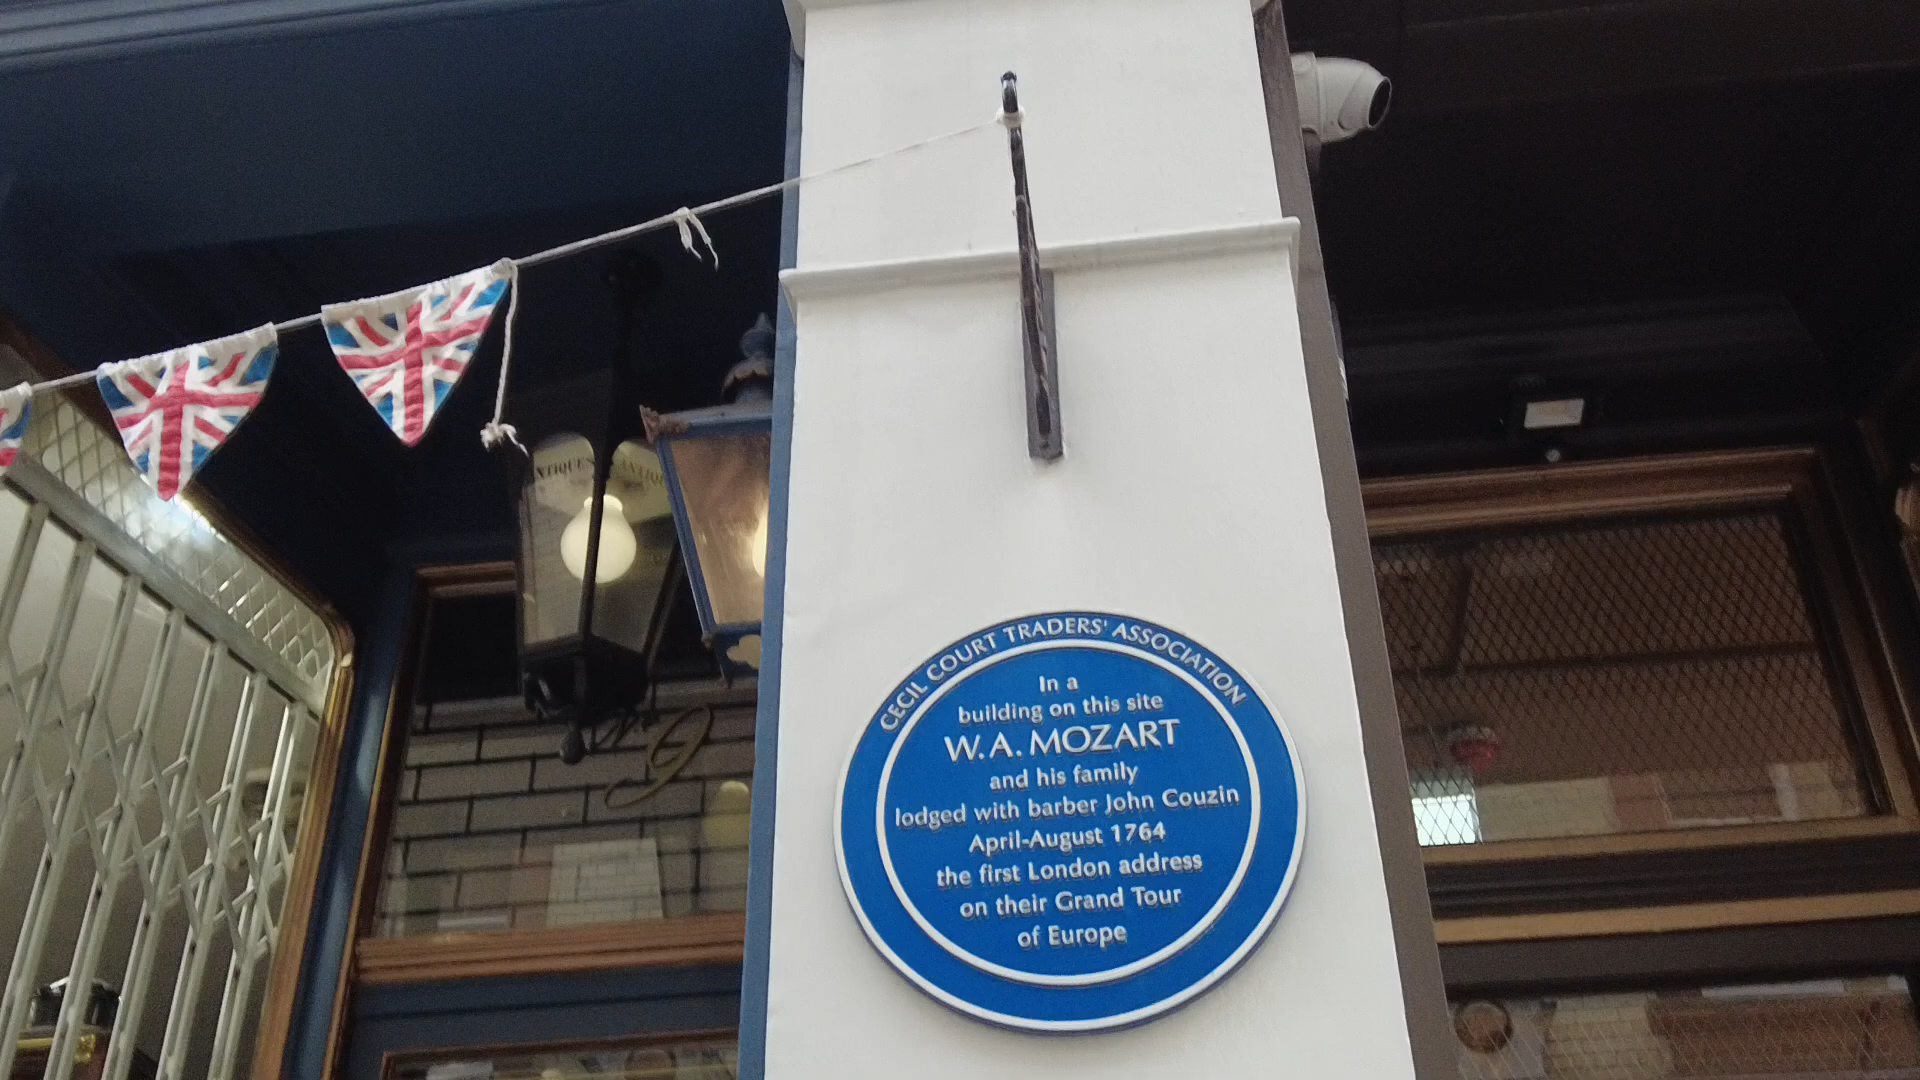 CECIL COURT TRADERS' ASSOCIATION
In a
building on this site
W.A. MOZART
and his family
lodged with barber John Couzin
April-August 1764
the first London address
on their Grand Tour
of Europe